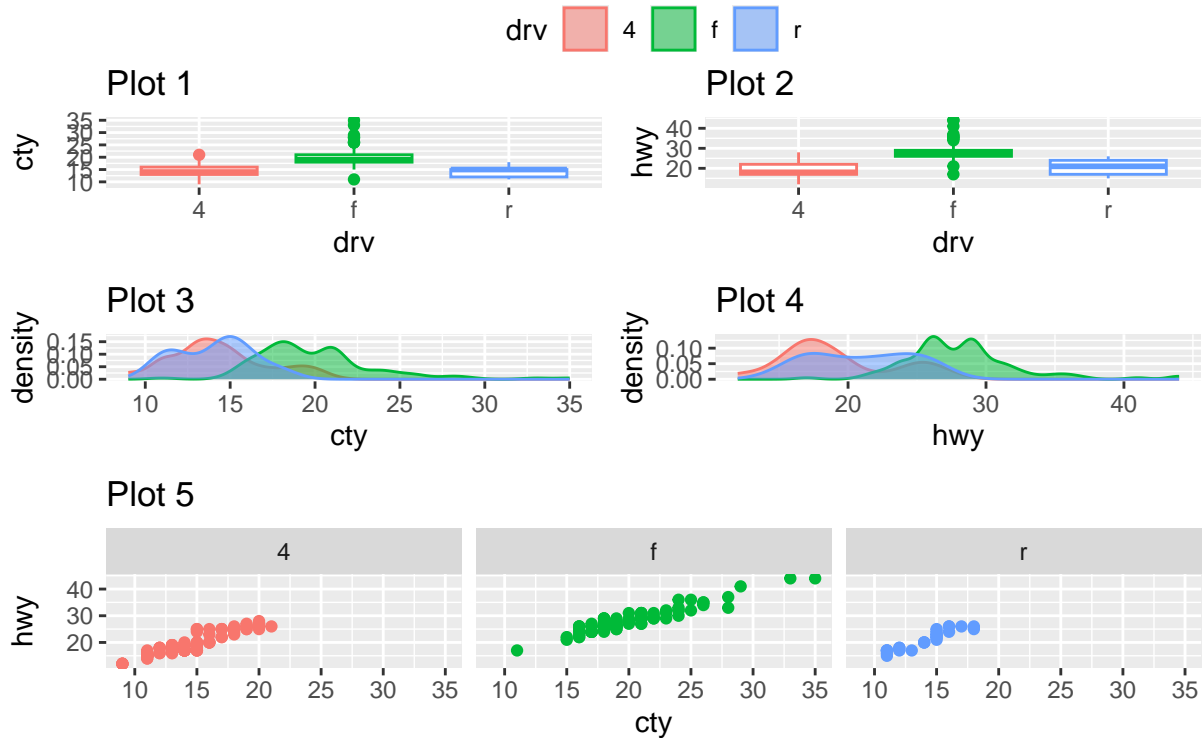 drv 4 f r
Plot 1
cty
35
30
25
20
15
10
4 f r
drv
Plot 2
hwy
40
30
20
4 f r
drv
Plot 3
density
0.15
0.10
0.05
0.00
10 15 20 25 30 35
cty
Plot 4
density
0.10
0.05
0.00
20 30 40
hwy
Plot 5
4 f r
hwy
40
30
20
10 15 20 25 30 35 10 15 20 25 30 35 10 15 20 25 30 35
cty